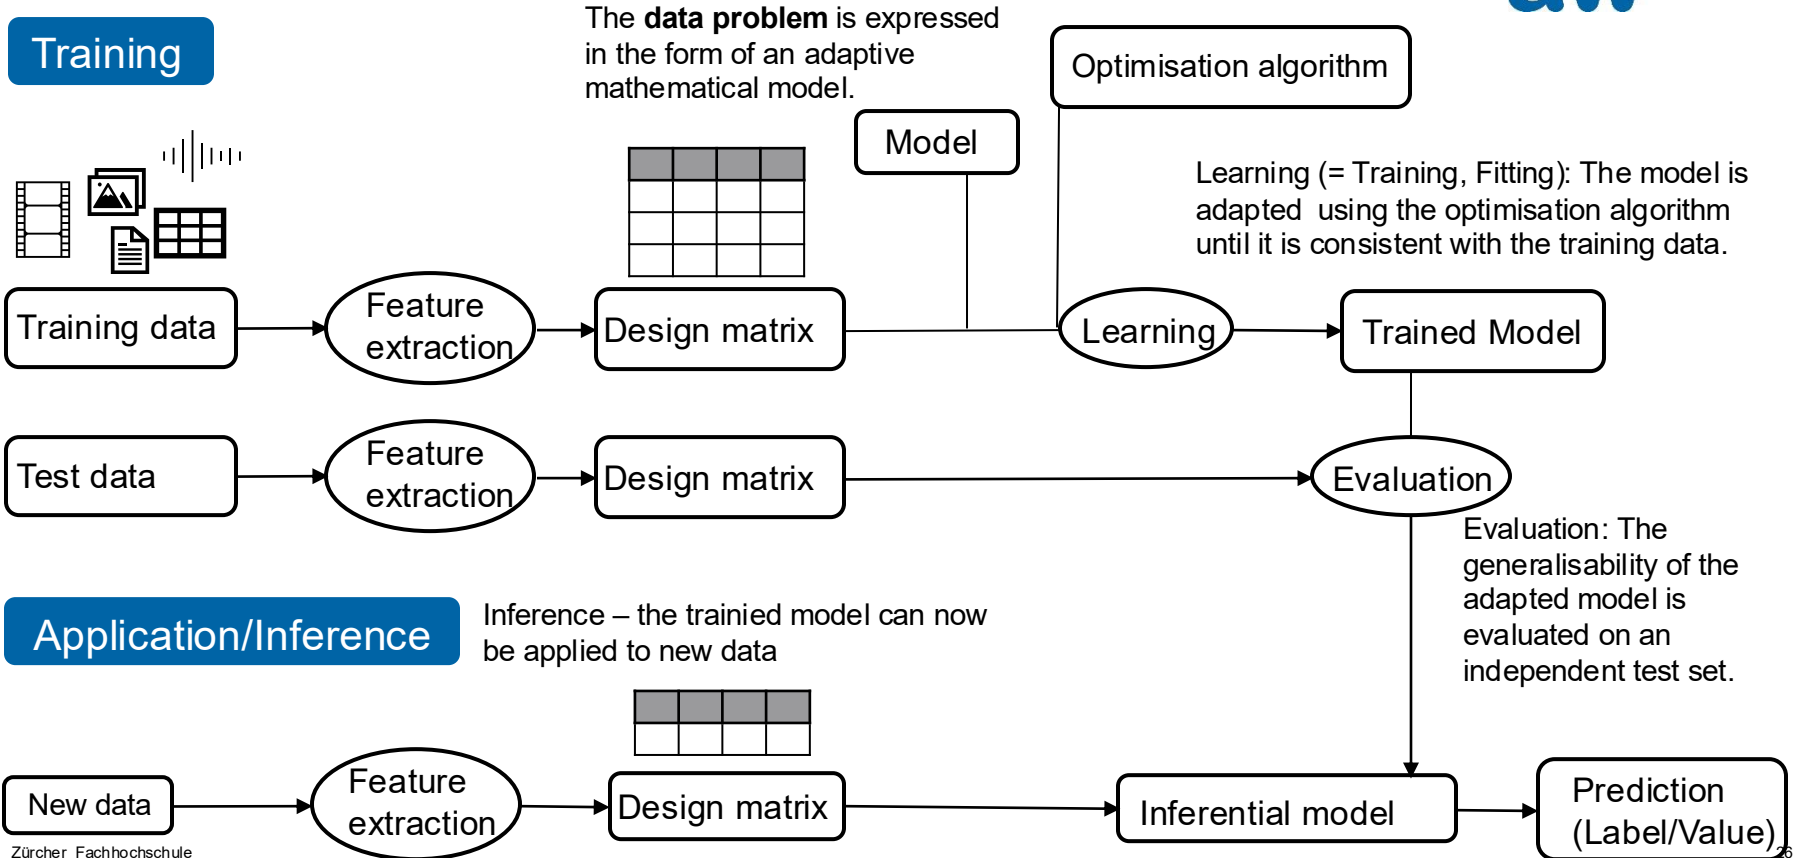 The data problem is expressed
in the form of an adaptive
mathematical model.
Training
Optimisation algorithm
Model
Learning (= Training, Fitting): The model is
adapted using the optimisation algorithm
until it is consistent with the training data.
Training data
Feature
extraction
Design matrix
Learning
Trained Model
Test data
Feature
extraction
Design matrix
Evaluation
Evaluation: The
generalisability of the
adapted model is
evaluated on an
independent test set.
Application/Inference
Inference – the trainied model can now
be applied to new data
New data
Feature
extraction
Design matrix
Inferential model
Prediction
(Label/Value)
Zürcher Fachhochschule
26